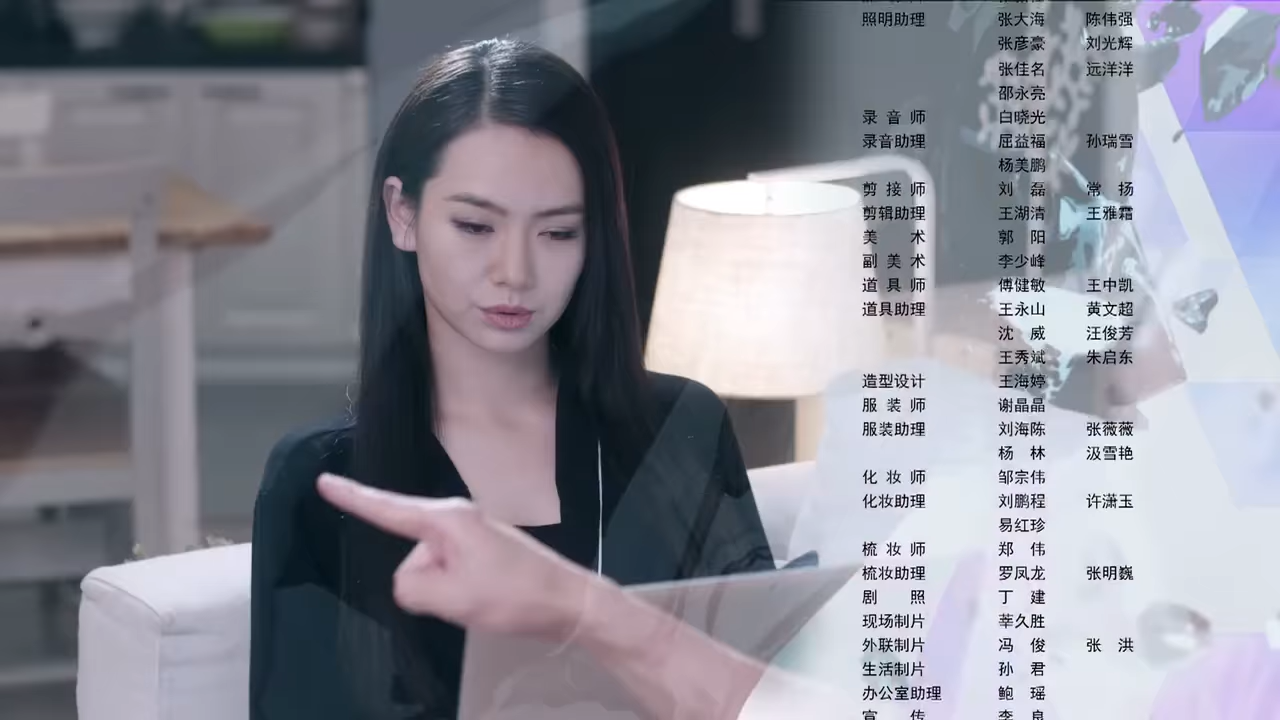 照明助理 张大海 陈伟强
张彦豪 刘光辉
张佳名 远洋洋
邵永亮
录音师 白晓光
录音助理 屈益福 孙瑞雪
杨美鹏
剪接师 刘磊 常扬
剪辑助理 王湖清 王雅霜
美术 郭阳
副美术 李少峰
道具师 傅健敏 王中凯
道具助理 王永山 黄文超
沈威 汪俊芳
王秀斌 朱启东
造型设计 王海婷
服装师 谢晶晶
服装助理 刘海陈 张薇薇
杨林 汲雪艳
化妆师 邹宗伟
化妆助理 刘鹏程 许潇玉
易红珍
梳妆师 郑伟
梳妆助理 罗凤龙 张明巍
剧照 丁建
现场制片 莘久胜
外联制片 冯俊 张洪
生活制片 孙君
办公室助理 鲍瑶
宣传 李良